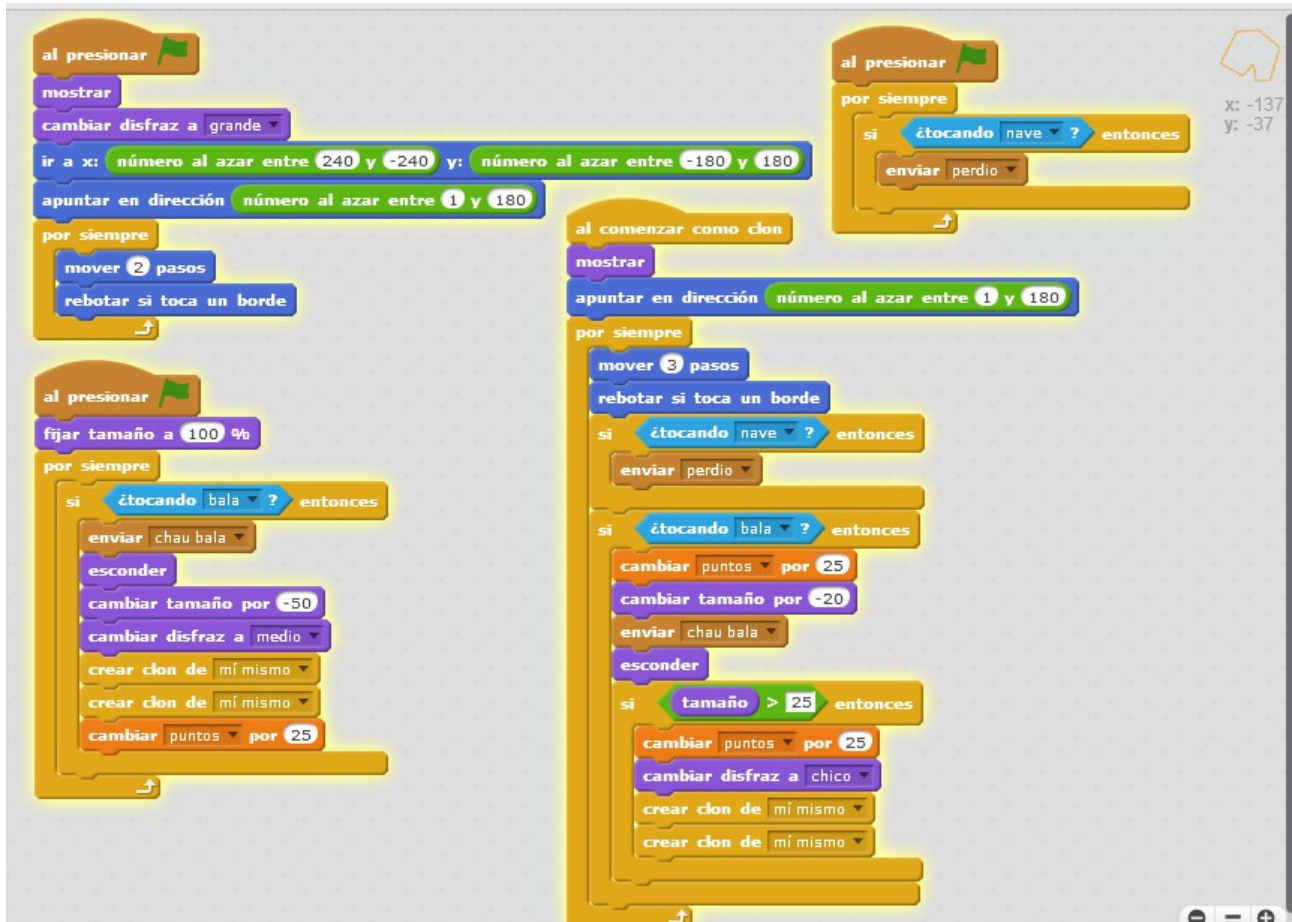 al presionar
mostrar
cambiar disfraz a grande
ir a x: número al azar entre 240 y -240 y: número al azar entre -180 y 180
apuntar en dirección número al azar entre 1 y 180
por siempre
mover 2 pasos
rebotar si toca un borde
al presionar
fijar tamaño a 100 %
por siempre
si ¿tocando bala ? entonces
enviar chau bala
esconder
cambiar tamaño por -50
cambiar disfraz a medio
crear clon de mí mismo
crear clon de mí mismo
cambiar puntos por 25
al comenzar como clon
mostrar
apuntar en dirección número al azar entre 1 y 180
por siempre
mover 3 pasos
rebotar si toca un borde
si ¿tocando nave ? entonces
enviar perdio
si ¿tocando bala ? entonces
cambiar puntos por 25
cambiar tamaño por -20
enviar chau bala
esconder
si tamaño > 25 entonces
cambiar puntos por 25
cambiar disfraz a chico
crear clon de mí mismo
crear clon de mí mismo
al presionar
por siempre
si ¿tocando nave ? entonces
enviar perdio
x: -137
y: -37